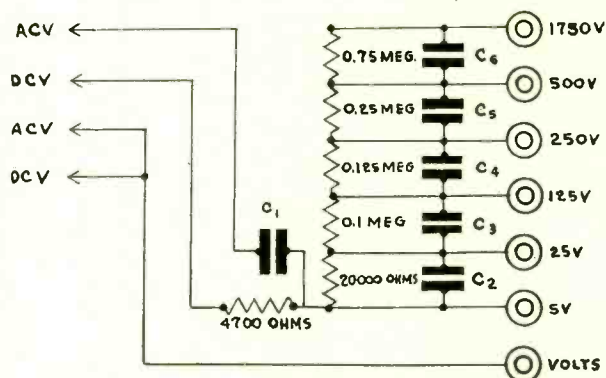 ACV
1750V
0.75 MEG.
C6
DCV
500V
0.25 MEG
C5
ACV
250V
0.125 MEG
C4
DCV
125V
C1
0.1 MEG
C3
25V
20000 OHMS
C2
4700 OHMS
5V
VOLTS